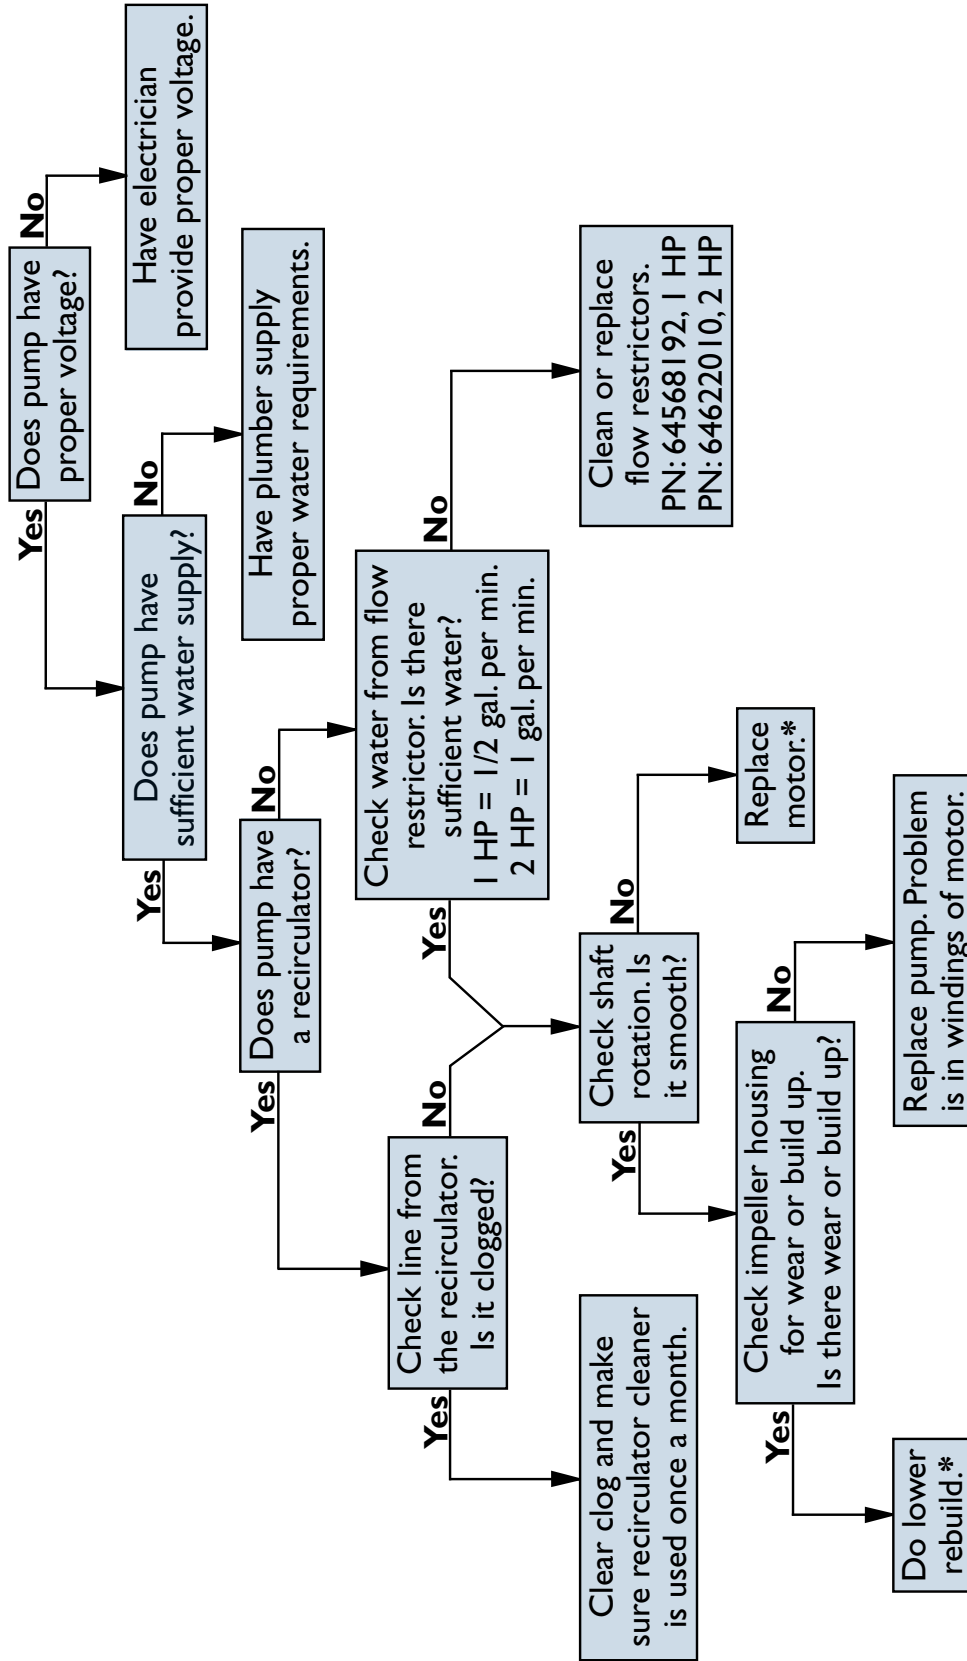 Does pump have
proper voltage?
Yes
No
Have electrician
provide proper voltage.
Does pump have
sufficient water supply?
Yes
No
Have plumber supply
proper water requirements.
Does pump have
a recirculator?
Yes
No
Check line from
the recirculator.
Is it clogged?
Yes
No
Check water from flow
restrictor. Is there
sufficient water?
1 HP = 1/2 gal. per min.
2 HP = 1 gal. per min.
Yes
No
Clear clog and make
sure recirculator cleaner
is used once a month.
Check shaft
rotation. Is
it smooth?
Yes
No
Clean or replace
flow restrictors.
PN: 64568192, 1 HP
PN: 64622010, 2 HP
Check impeller housing
for wear or build up.
Is there wear or build up?
Yes
No
Replace
motor.*
Do lower
rebuild.*
Replace pump. Problem
is in windings of motor.